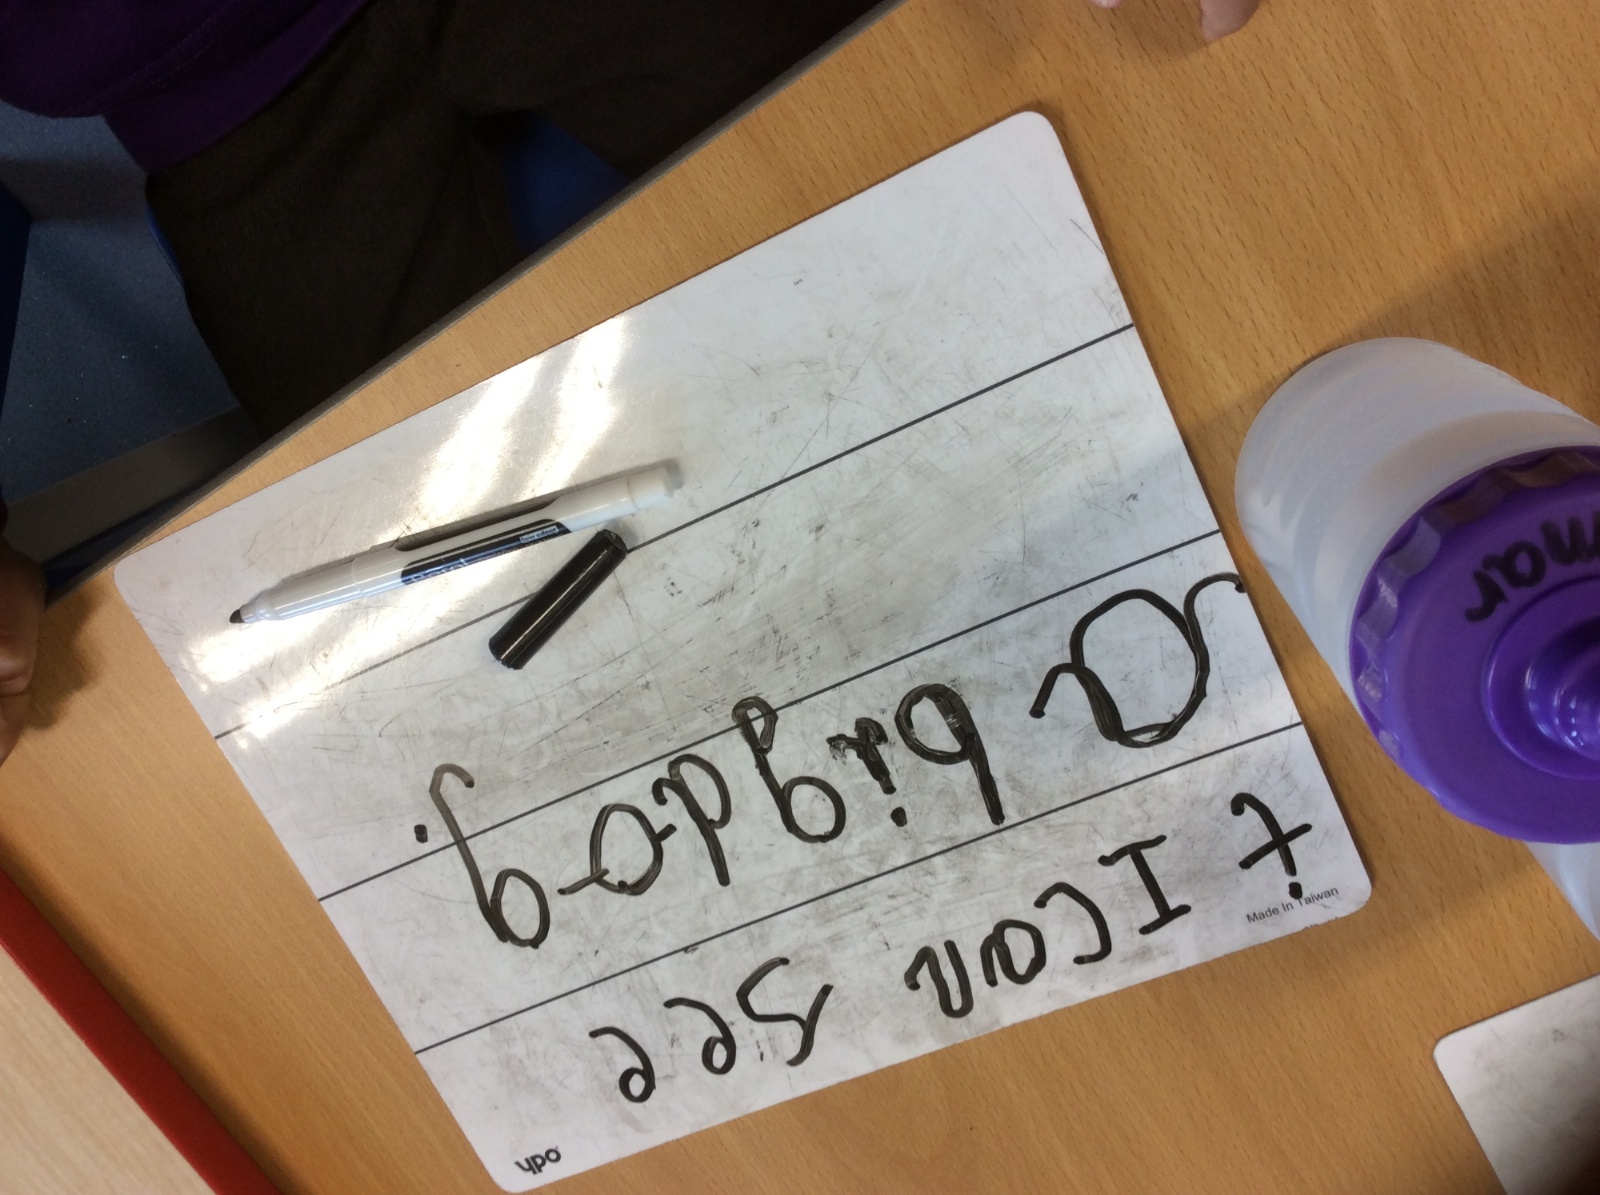 t I can see
a big dog.
Made in Taiwan
ypo